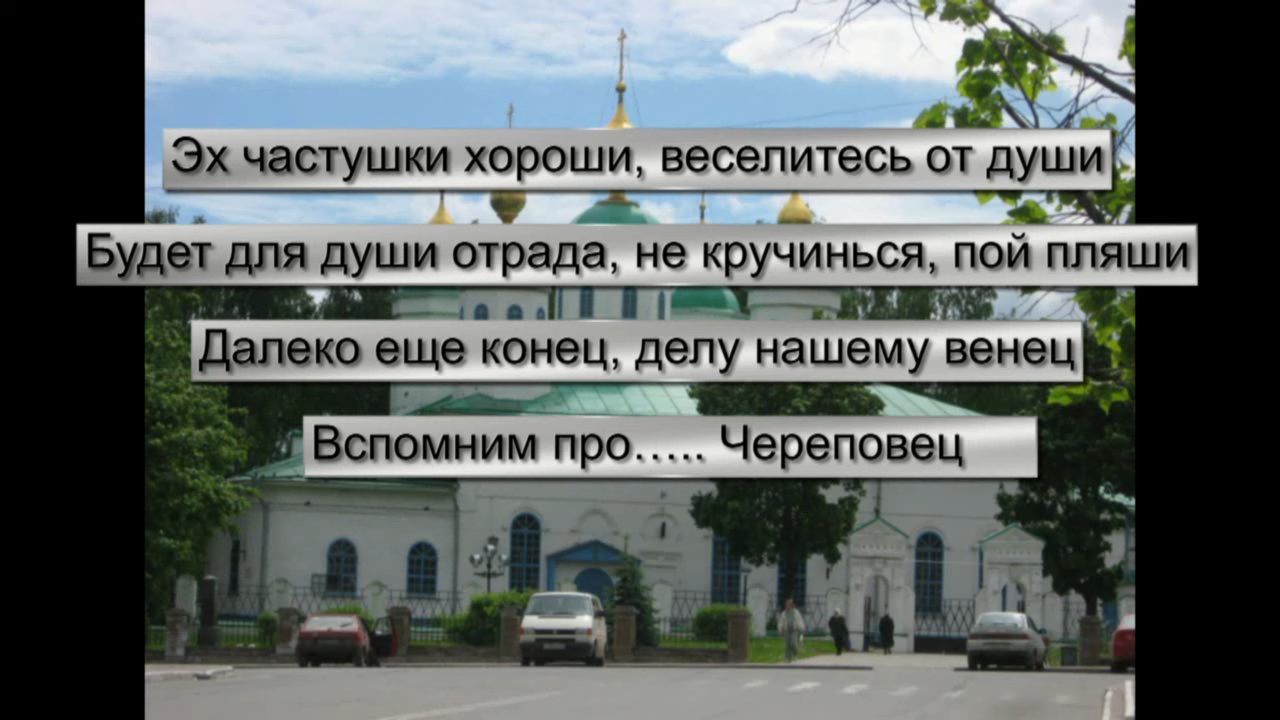 Эх частушки хороши, веселитесь от души
Будет для души отрада, не кручинься, пой пляши
Далеко еще конец, делу нашему венец
Вспомним про….. Череповец